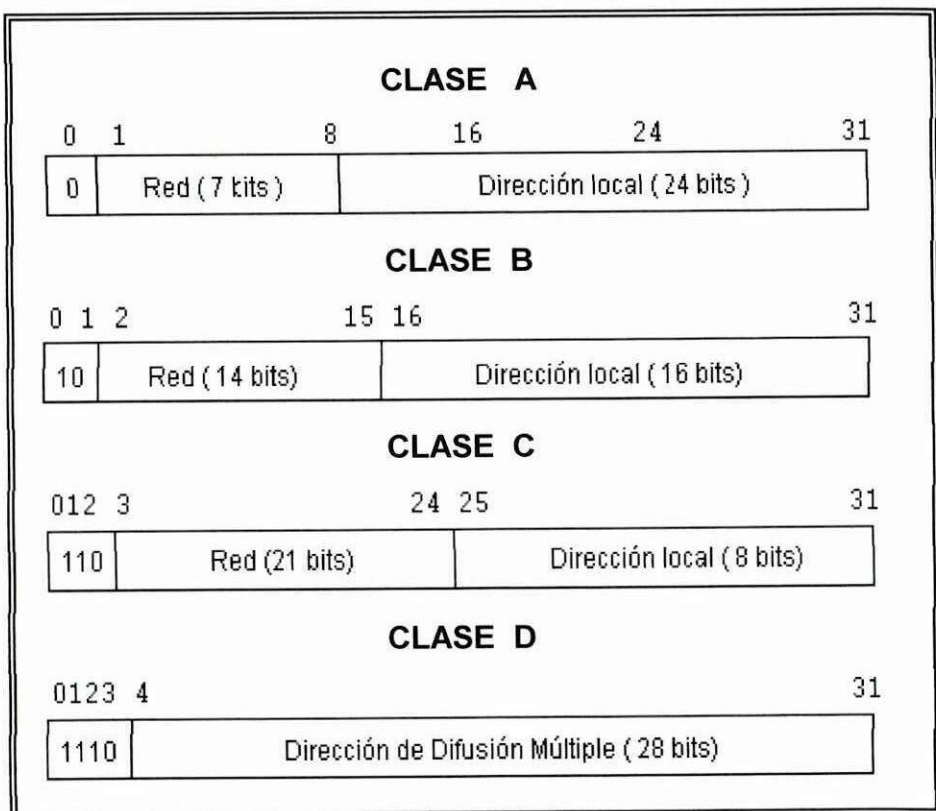 CLASE A
0 1 8 16 24 31
0 Red ( 7 bits ) Dirección local ( 24 bits )
CLASE B
0 1 2 15 16 31
10 Red ( 14 bits) Dirección local ( 16 bits)
CLASE C
012 3 24 25 31
110 Red (21 bits) Dirección local ( 8 bits)
CLASE D
0123 4 31
1110 Dirección de Difusión Múltiple ( 28 bits)